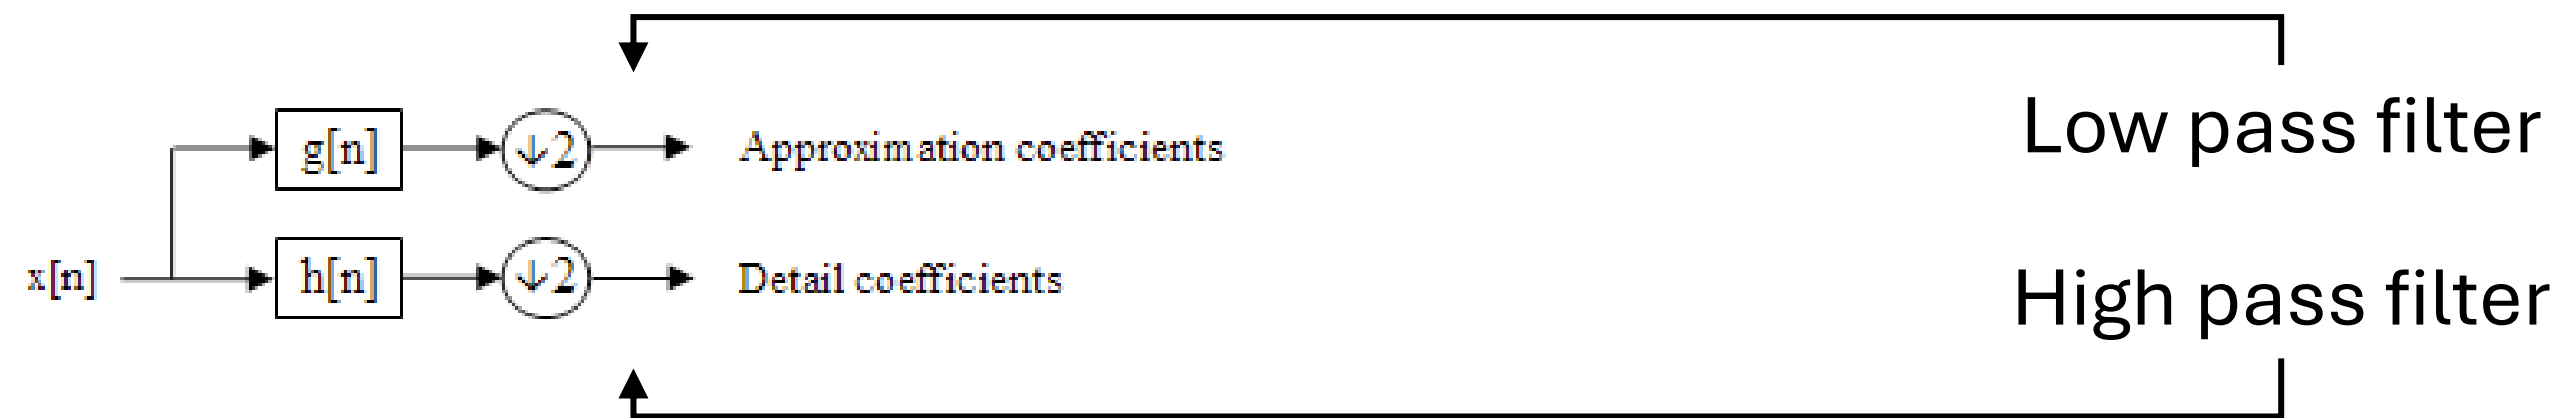 g[n] ↓2 Approximation coefficients Low pass filter
x[n] h[n] ↓2 Detail coefficients High pass filter